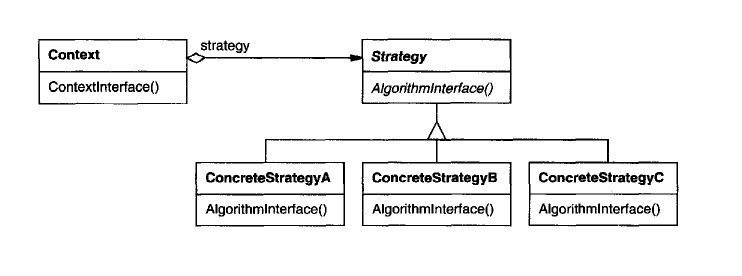 strategy
Context
Strategy
ContextInterface()
AlgorithmInterface()
ConcreteStrategyA
ConcreteStrategyB
ConcreteStrategyC
AlgorithmInterface()
AlgorithmInterface()
AlgorithmInterface()